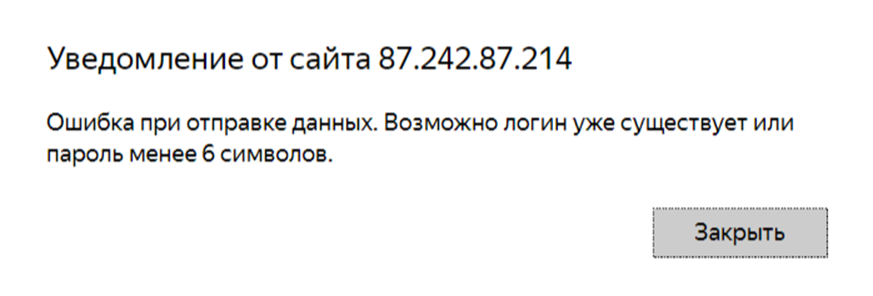 Уведомление от сайта 87.242.87.214
Ошибка при отправке данных. Возможно логин уже существует или
пароль менее 6 символов.
Закрыть